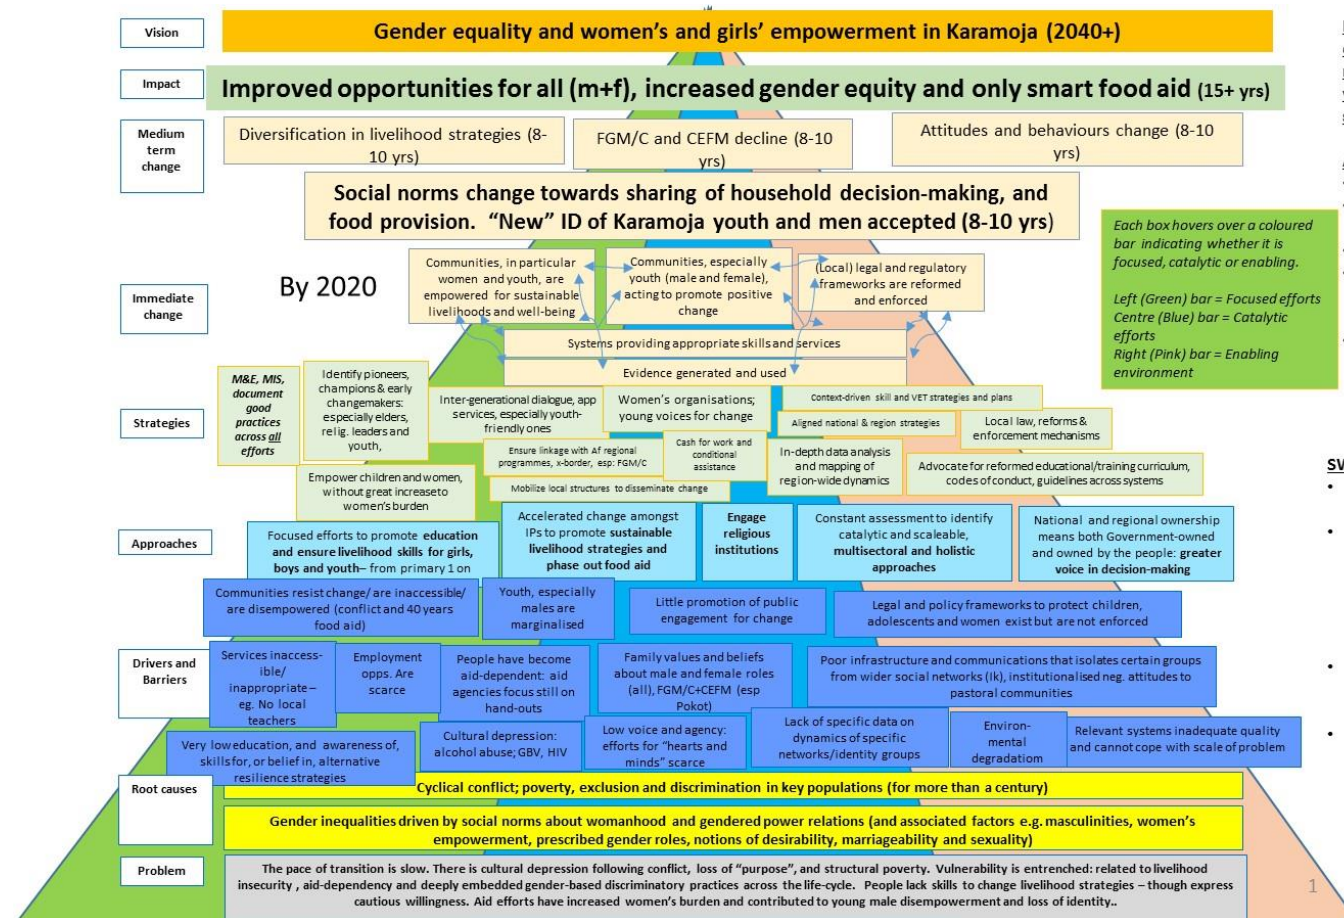 Vision
Gender equality and women's and girls' empowerment in Karamoja (2040+)
Impact
Improved opportunities for all (m+f), increased gender equity and only smart food aid (15+ yrs)
Medium
term
change
Diversification in livelihood strategies (8-
10 yrs)
FGM/C and CEFM decline (8-10
yrs)
Attitudes and behaviours change (8-10
yrs)
Social norms change towards sharing of household decision-making, and
food provision. "New" ID of Karamoja youth and men accepted (8-10 yrs)
Each box hovers over a coloured
bar indicating whether it is
focused, catalytic or enabling.
Left (Green) bar = Focused efforts
Centre (Blue) bar = Catalytic
efforts
Right (Pink) bar = Enabling
environment
By 2020
Immediate
change
Communities, in particular
women and youth, are
empowered for sustainable
livelihoods and well-being
Communities, especially
youth (male and female),
acting to promote positive
change
(Local) legal and regulatory
frameworks are reformed
and enforced
Systems providing appropriate skills and services
Evidence generated and used
Strategies
M&E, MIS,
document
good
practices
across all
efforts
Identify pioneers,
champions & early
changemakers:
especially elders,
relig. leaders and
youth,
Inter-generational dialogue, app
services, especially youth-
friendly ones
Women's organisations;
young voices for change
Context-driven skill and VET strategies and plans
Aligned national & region strategies
Local law, reforms &
enforcement mechanisms
Ensure linkage with Af regional
programmes, x-border, esp: FGM/C
Cash for work and
conditional
assistance
In-depth data analysis
and mapping of
region-wide dynamics
Advocate for reformed educational/training curriculum,
codes of conduct, guidelines across systems
Empower children and women,
without great increase to
women's burden
Mobilize local structures to disseminate change
SW
Approaches
Focused efforts to promote education
and ensure livelihood skills for girls,
boys and youth– from primary 1 on
Accelerated change amongst
IPs to promote sustainable
livelihood strategies and
phase out food aid
Engage
religious
institutions
Constant assessment to identify
catalytic and scaleable,
multisectoral and holistic
approaches
National and regional ownership
means both Government-owned
and owned by the people: greater
voice in decision-making
Drivers and
Barriers
Communities resist change/ are inaccessible/
are disempowered (conflict and 40 years
food aid)
Youth, especially
males are
marginalised
Little promotion of public
engagement for change
Legal and policy frameworks to protect children,
adolescents and women exist but are not enforced
Services inaccess-
ible/
inappropriate –
eg. No local
teachers
Employment
opps. Are
scarce
People have become
aid-dependent: aid
agencies focus still on
hand-outs
Family values and beliefs
about male and female roles
(all), FGM/C+CEFM (esp
Pokot)
Poor infrastructure and communications that isolates certain groups
from wider social networks (Ik), institutionalised neg. attitudes to
pastoral communities
Very low education, and awareness of,
skills for, or belief in, alternative
resilience strategies
Cultural depression:
alcohol abuse; GBV, HIV
Low voice and agency:
efforts for "hearts and
minds" scarce
Lack of specific data on
dynamics of specific
networks/identity groups
Environ-
mental
degradatiom
Relevant systems inadequate quality
and cannot cope with scale of problem
Root causes
Cyclical conflict; poverty, exclusion and discrimination in key populations (for more than a century)
Gender inequalities driven by social norms about womanhood and gendered power relations (and associated factors e.g. masculinities, women's
empowerment, prescribed gender roles, notions of desirability, marriageability and sexuality)
Problem
The pace of transition is slow. There is cultural depression following conflict, loss of "purpose", and structural poverty. Vulnerability is entrenched: related to livelihood
insecurity , aid-dependency and deeply embedded gender-based discriminatory practices across the life-cycle. People lack skills to change livelihood strategies – though express
cautious willingness. Aid efforts have increased women's burden and contributed to young male disempowerment and loss of identity..
1